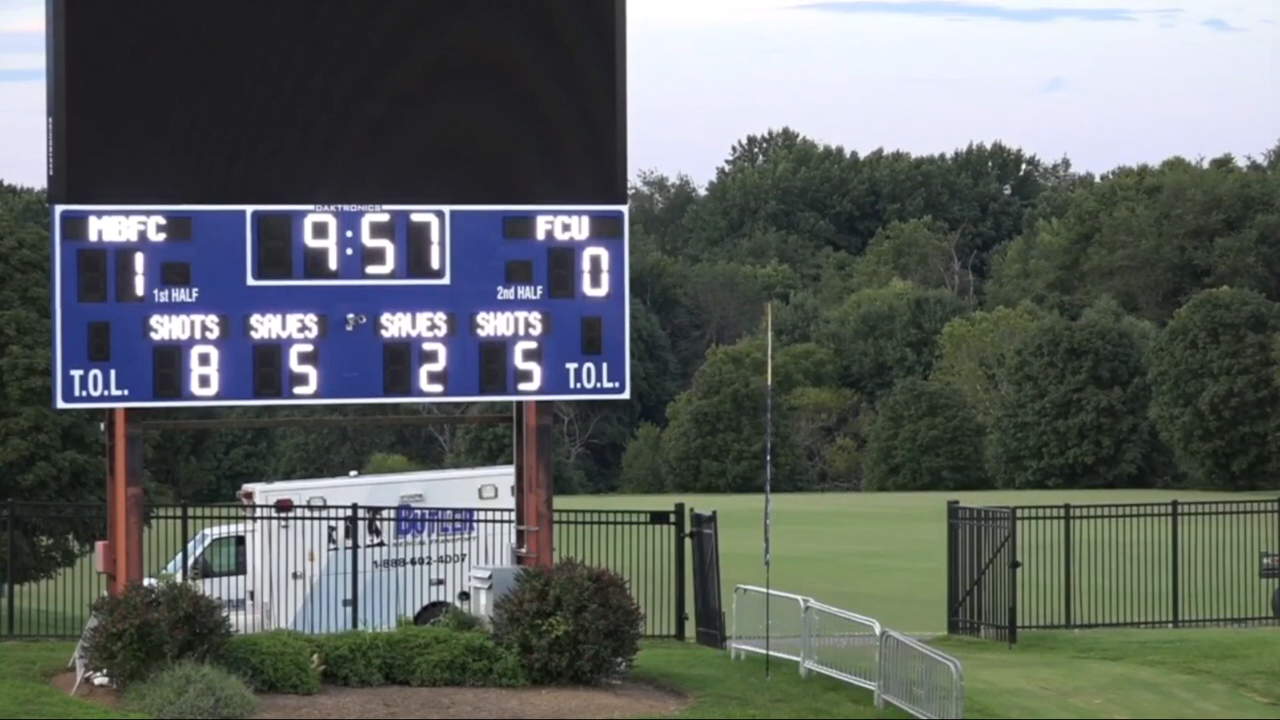 DAKTRONICS
DAKTRONICS
MBFC 9:57 FCU
1 0
1st HALF 2nd HALF
SHOTS SAVES SAVES SHOTS
8 5 2 5
T.O.L. T.O.L.
BUTLER
1-888-602-4007